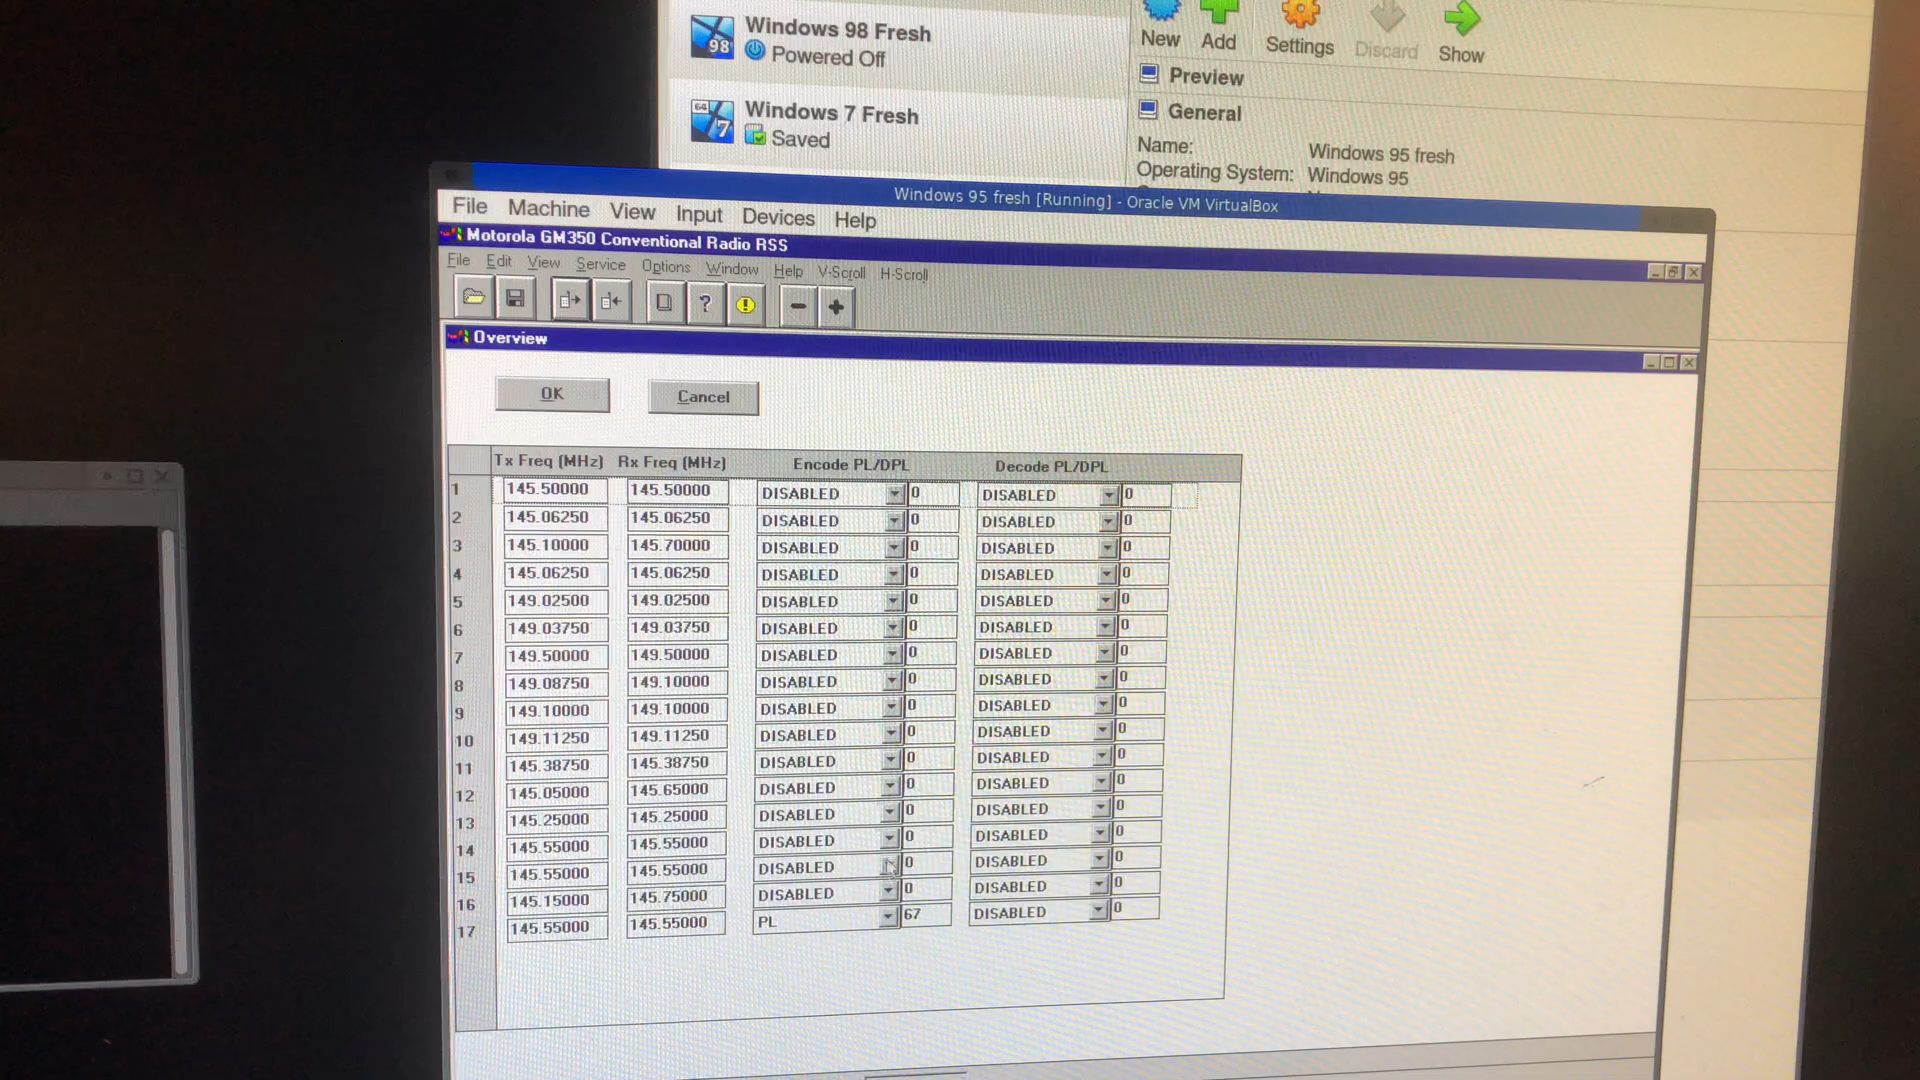 Windows 98 Fresh
98
Powered Off
New Add Settings Discard Show
Preview
General
64
7
Windows 7 Fresh
Saved
Name: Windows 95 fresh
Operating System: Windows 95
Windows 95 fresh [Running] - Oracle VM VirtualBox
File Machine View Input Devices Help
Motorola GM350 Conventional Radio RSS
File Edit View Service Options Window Help V-Scroll H-Scroll
Overview
OK Cancel
Tx Freq (MHz) Rx Freq (MHz) Encode PL/DPL Decode PL/DPL
1 145.50000 145.50000 DISABLED 0 DISABLED 0
2 145.06250 145.06250 DISABLED 0 DISABLED 0
3 145.10000 145.70000 DISABLED 0 DISABLED 0
4 145.06250 145.06250 DISABLED 0 DISABLED 0
5 149.02500 149.02500 DISABLED 0 DISABLED 0
6 149.03750 149.03750 DISABLED 0 DISABLED 0
7 149.50000 149.50000 DISABLED 0 DISABLED 0
8 149.08750 149.10000 DISABLED 0 DISABLED 0
9 149.10000 149.10000 DISABLED 0 DISABLED 0
10 149.11250 149.11250 DISABLED 0 DISABLED 0
11 145.38750 145.38750 DISABLED 0 DISABLED 0
12 145.05000 145.65000 DISABLED 0 DISABLED 0
13 145.25000 145.25000 DISABLED 0 DISABLED 0
14 145.55000 145.55000 DISABLED 0 DISABLED 0
15 145.55000 145.55000 DISABLED 0 DISABLED 0
16 145.15000 145.75000 DISABLED 0 DISABLED 0
17 145.55000 145.55000 PL 67 DISABLED 0